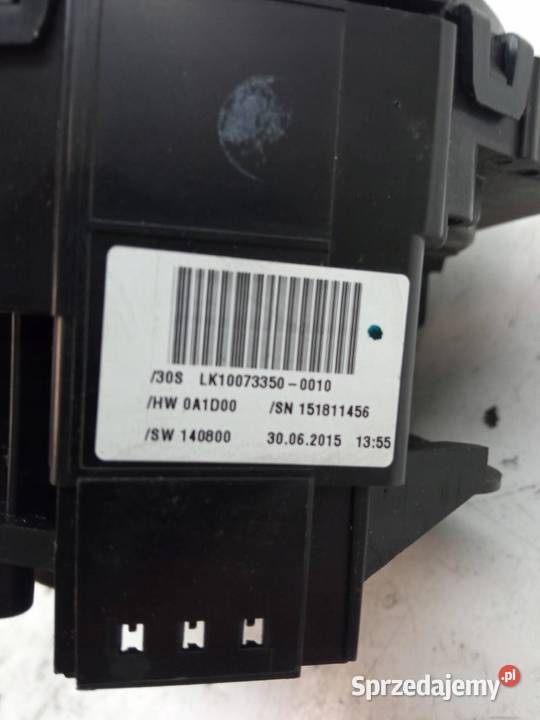 /30S LK10073350-0010
/HW 0A1D00 /SN 151811456
/SW 140800 30.06.2015 13:55
Sprzedajemy.pl